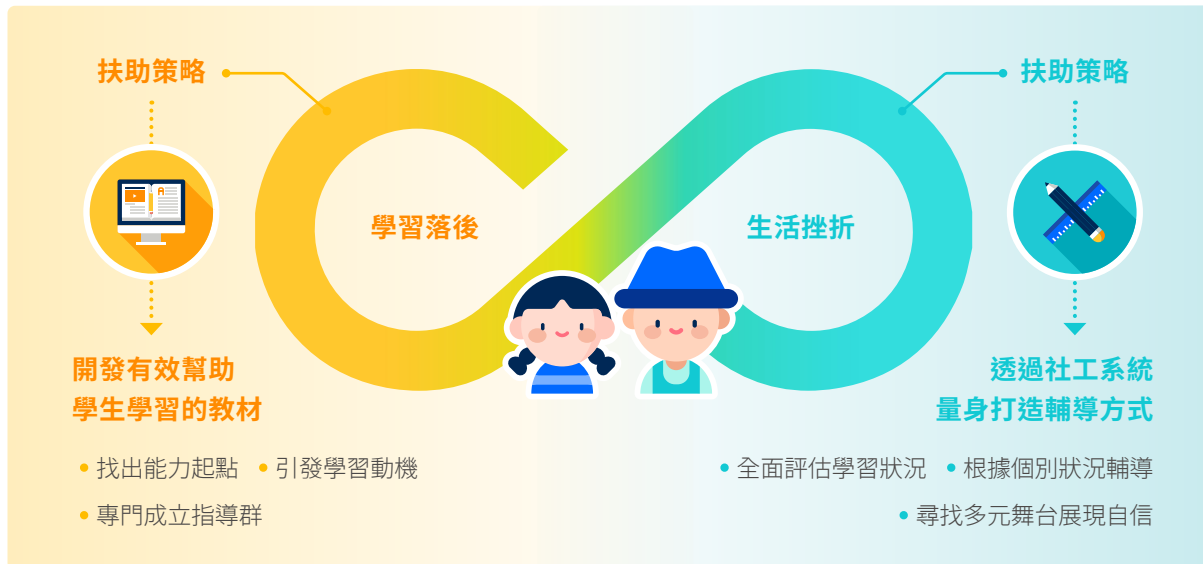 扶助策略
學習落後
開發有效幫助
學生學習的教材
• 找出能力起點 • 引發學習動機
• 專門成立指導群
扶助策略
生活挫折
透過社工系統
量身打造輔導方式
• 全面評估學習狀況 • 根據個別狀況輔導
• 尋找多元舞台展現自信